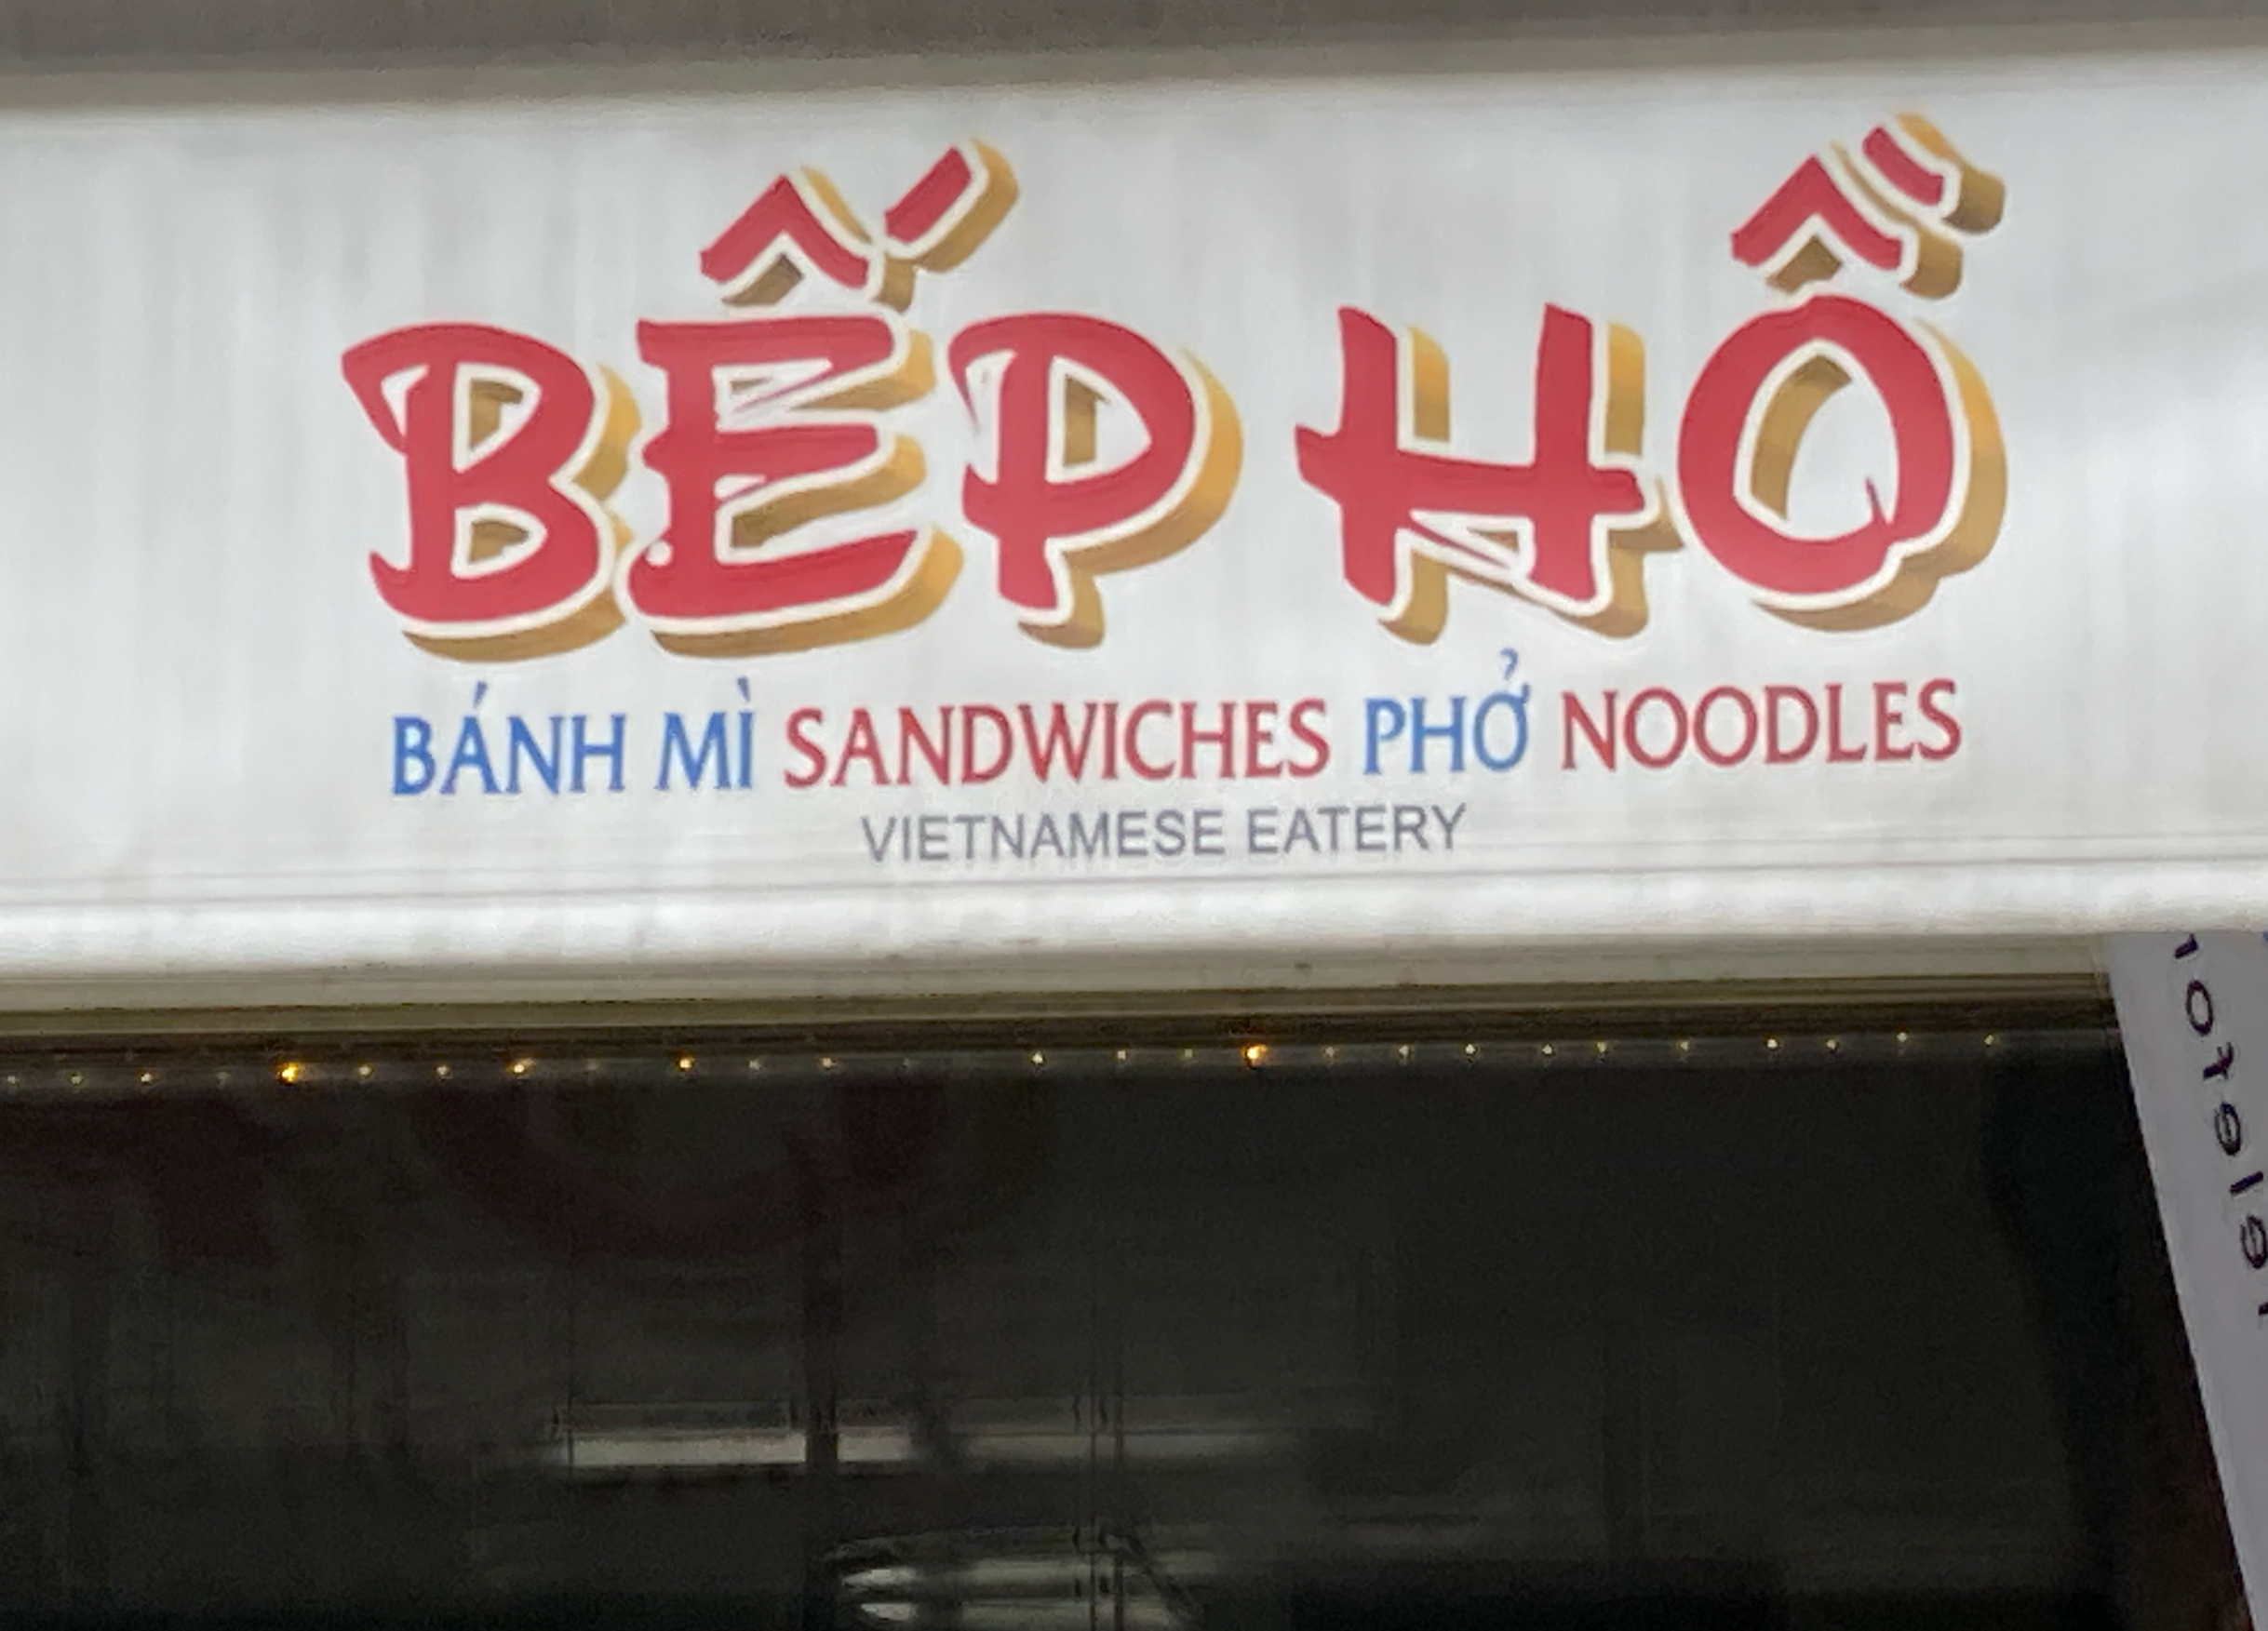 BẾP HỒ
BÁNH MÌ SANDWICHES PHỞ NOODLES
VIETNAMESE EATERY